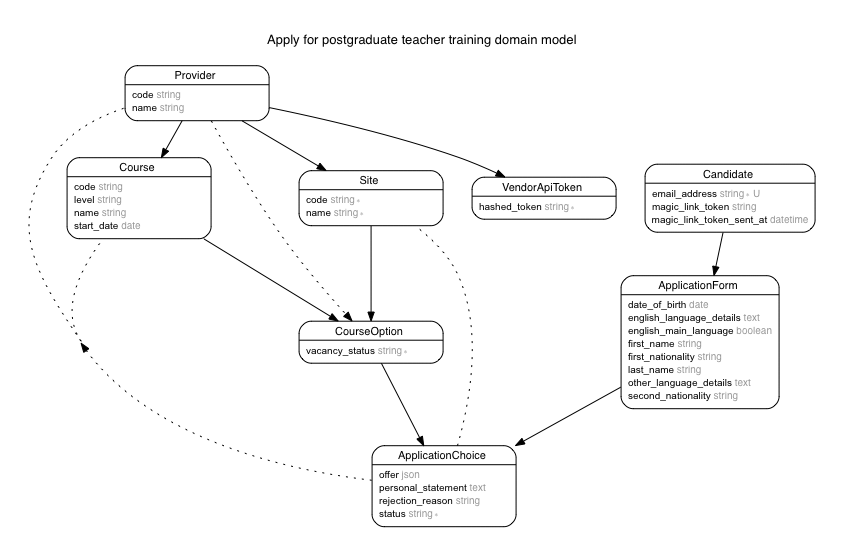 Apply for postgraduate teacher training domain model
Provider
code string
name string
Course
code string
level string
name string
start_date date
Site
code string *
name string *
VendorApiToken
hashed_token string *
Candidate
email_address string * U
magic_link_token string
magic_link_token_sent_at datetime
ApplicationForm
date_of_birth date
english_language_details text
english_main_language boolean
first_name string
first_nationality string
last_name string
other_language_details text
second_nationality string
CourseOption
vacancy_status string *
ApplicationChoice
offer json
personal_statement text
rejection_reason string
status string *